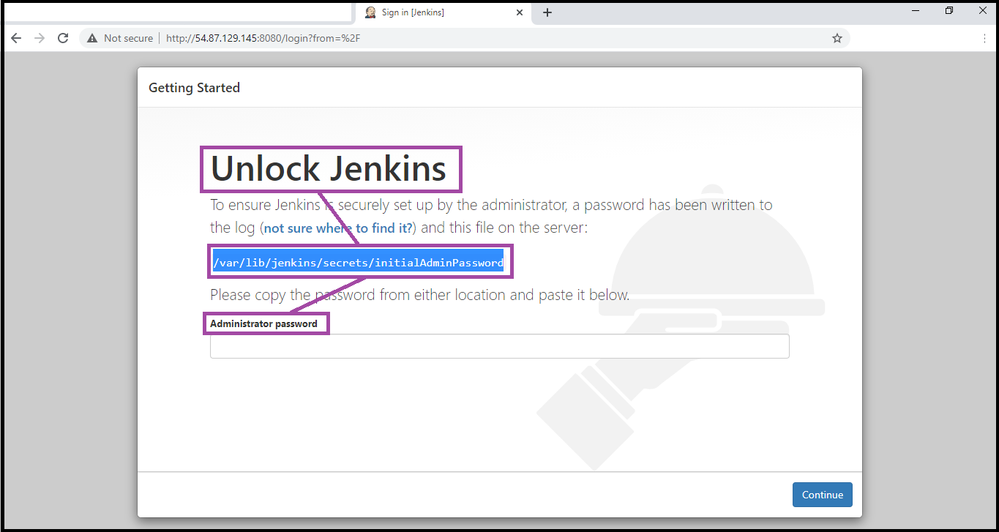 Sign in [Jenkins]
Not secure
http://54.87.129.145:8080/login?from=%2F
Getting Started
Unlock Jenkins
To ensure Jenkins is securely set up by the administrator, a password has been written to
the log (not sure where to find it?) and this file on the server:
/var/lib/jenkins/secrets/initialAdminPassword
Please copy the password from either location and paste it below.
Administrator password
Continue